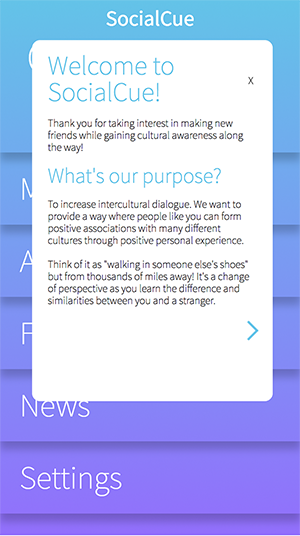 SocialCue
Welcome to
SocialCue!
X
Thank you for taking interest in making new
friends while gaining cultural awareness along
the way!
What's our purpose?
To increase intercultural dialogue. We want to
provide a way where people like you can form
positive associations with many different
cultures through positive personal experience.
Think of it as "walking in someone else's shoes"
but from thousands of miles away! It's a change
of perspective as you learn the difference and
similarities between you and a stranger.
News
Settings